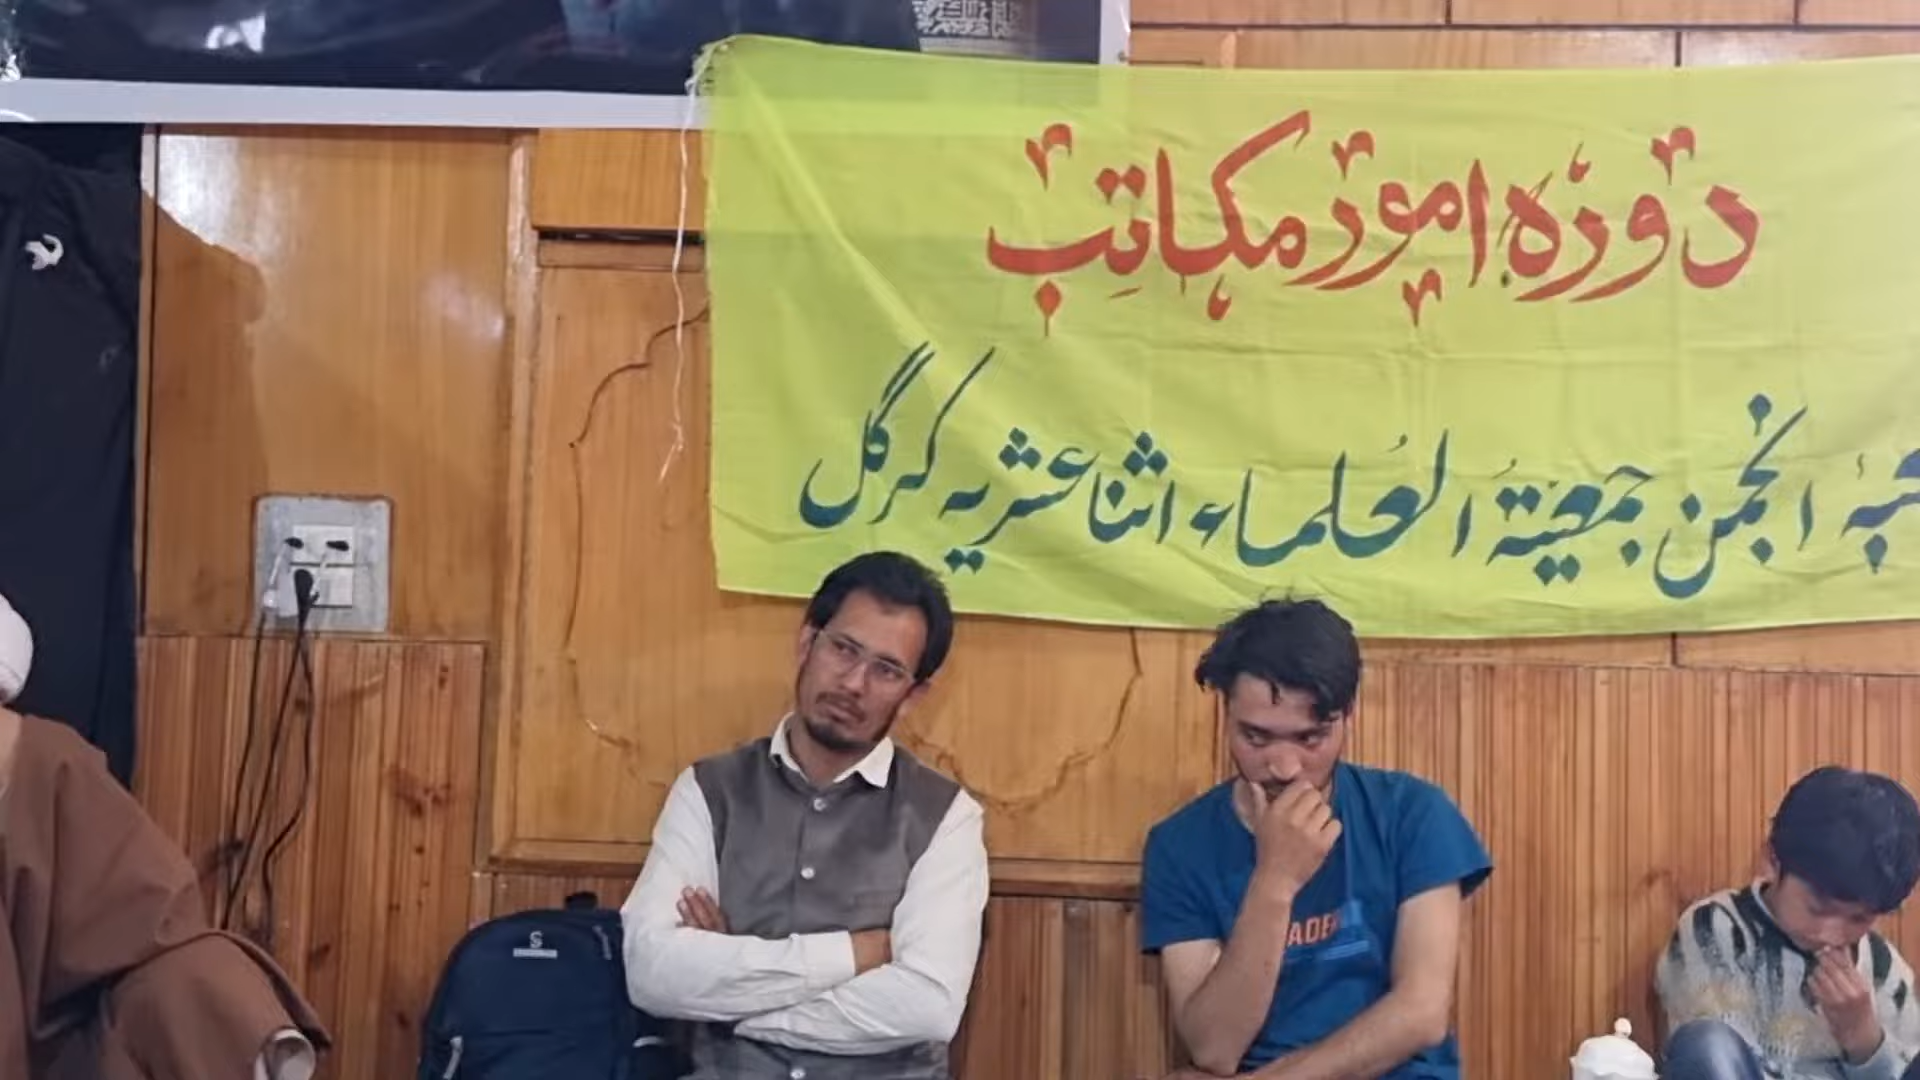 دورہ امور مکاتب
انجمن جمعیۃ العلماء اثنا عشریہ کرگل